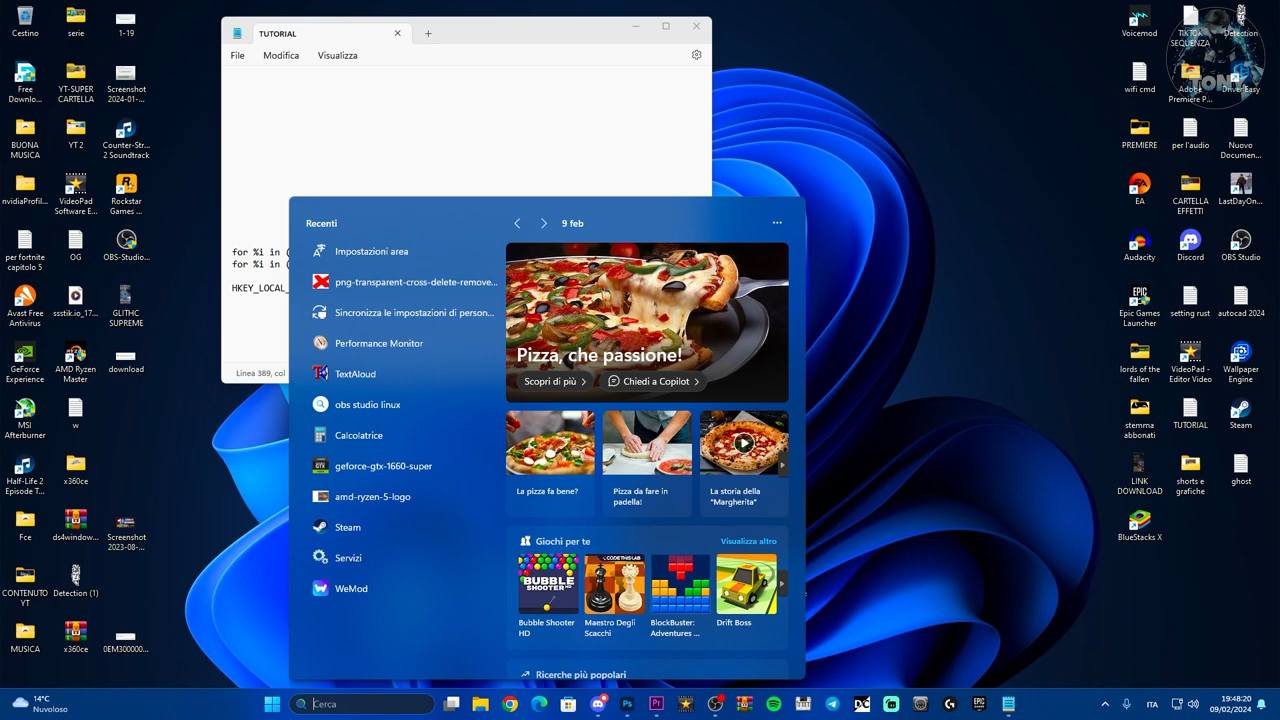 Cestino
serie
1-19
Free
Downlo...
YT-SUPER
CARTELLA
Screenshot
2024-01-...
BUONA
MUSICA
YT 2
Counter-Str...
2 Soundtrack
nvidiaProfil...
VideoPad
Software E...
Rockstar
Games ...
per fortnite
capitolo 5
OG
OBS-Studio...
Avast Free
Antivirus
ssstik.io_17...
GLITHC
SUPREME
GeForce
Experience
AMD Ryzen
Master
download
MSI
Afterburner
w
Half-Life 2
Episode T...
x360ce
Fce
ds4window...
Screenshot
2023-08-...
CONTENUTO
YT
Detection (1)
MUSICA
x360ce
0EM300000...
TUTORIAL
File
Modifica
Visualizza
for %i in (
for %i in (
HKEY_LOCAL_
Linea 389, col
Recenti
Impostazioni area
png-transparent-cross-delete-remove...
Sincronizza le impostazioni di person...
Performance Monitor
TextAloud
obs studio linux
Calcolatrice
geforce-gtx-1660-super
amd-ryzen-5-logo
Steam
Servizi
WeMod
9 feb
Pizza, che passione!
Scopri di più
Chiedi a Copilot
La pizza fa bene?
Pizza da fare in
padella!
La storia della
"Margherita"
Giochi per te
Visualizza altro
BUBBLE
SHOOTER
CODETHISLAB
Bubble Shooter
HD
Maestro Degli
Scacchi
BlockBuster:
Adventures ...
Drift Boss
Ricerche più popolari
Voicemod
TIKTOK
SEQUENZA
Detection
wifi cmd
Adobe
Premiere P...
Driver Easy
TONY
PREMIERE
per l'audio
Nuovo
Documen...
EA
CARTELLA
EFFETTI
LastDayOn...
Audacity
Discord
OBS Studio
Epic Games
Launcher
setting rust
autocad 2024
lords of the
fallen
VideoPad -
Editor Video
Wallpaper
Engine
stemma
abbonati
TUTORIAL
Steam
LINK
DOWNLOAD
shorts e
grafiche
ghost
BlueStacks X
14°C
Nuvoloso
Cerca
ITA
19:48:20
09/02/2024